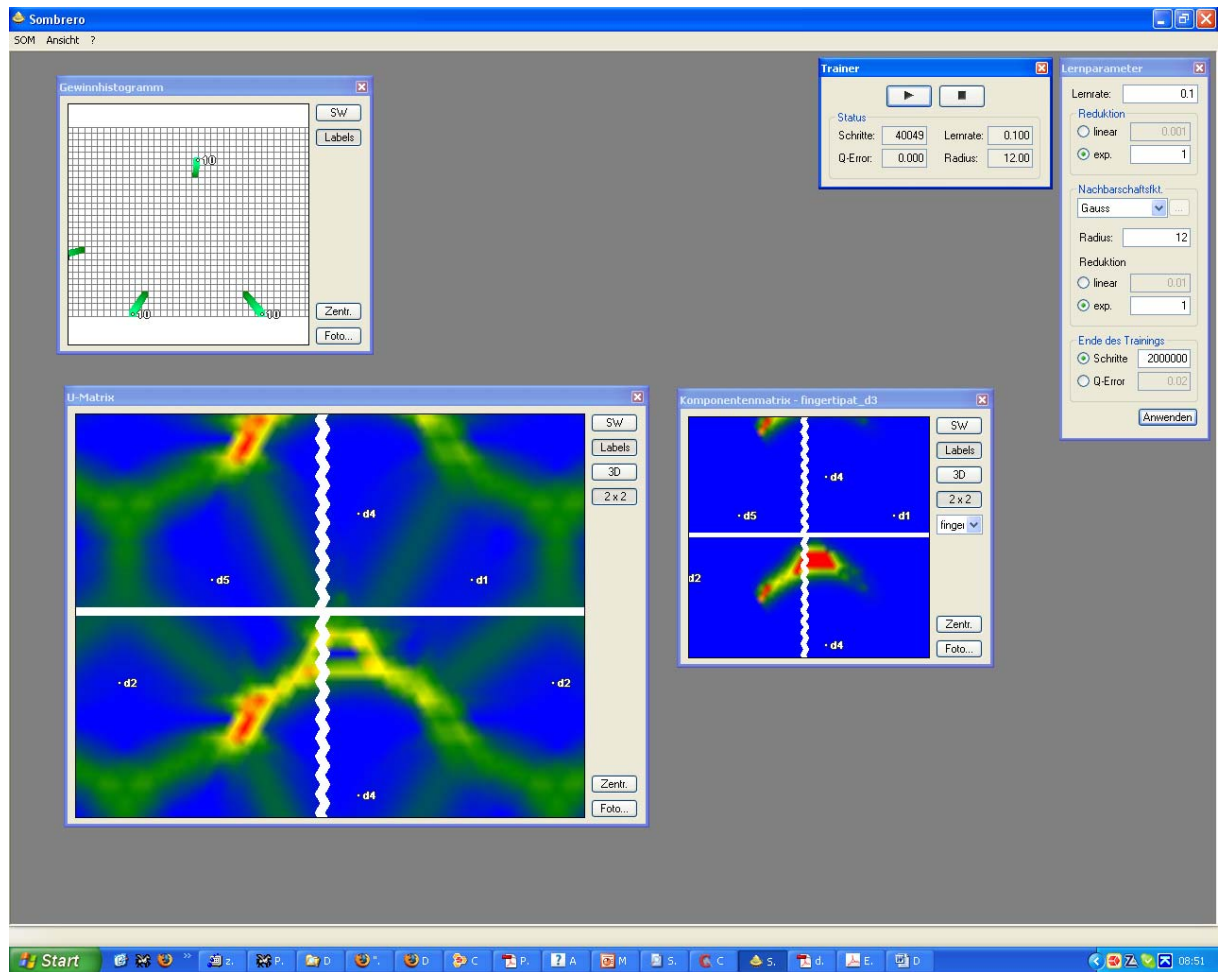 Sombrero
SOM Ansicht ?
Gewinnhistogramm
SW
Labels
10
10
10
Zentr.
Foto...
Trainer
Status
Schritte: 40049 Lernrate: 0.100
Q-Error: 0.000 Radius: 12.00
Lernparameter
Lernrate: 0.1
Reduktion
linear 0.001
exp. 1
Nachbarschaftsfkt.
Gauss ...
Radius: 12
Reduktion
linear 0.01
exp. 1
Ende des Trainings
Schritte 2000000
Q-Error 0.02
Anwenden
U-Matrix
SW
Labels
3D
2 x 2
d4
d5 d1
d2 d2
d4
Zentr.
Foto...
Komponentenmatrix - fingertipat_d3
SW
Labels
3D
2 x 2
d4
d5 d1
d2
d4
Zentr.
Foto...
Start » z. P. D ". D C P. A M S. C S. d. E. D 08:51